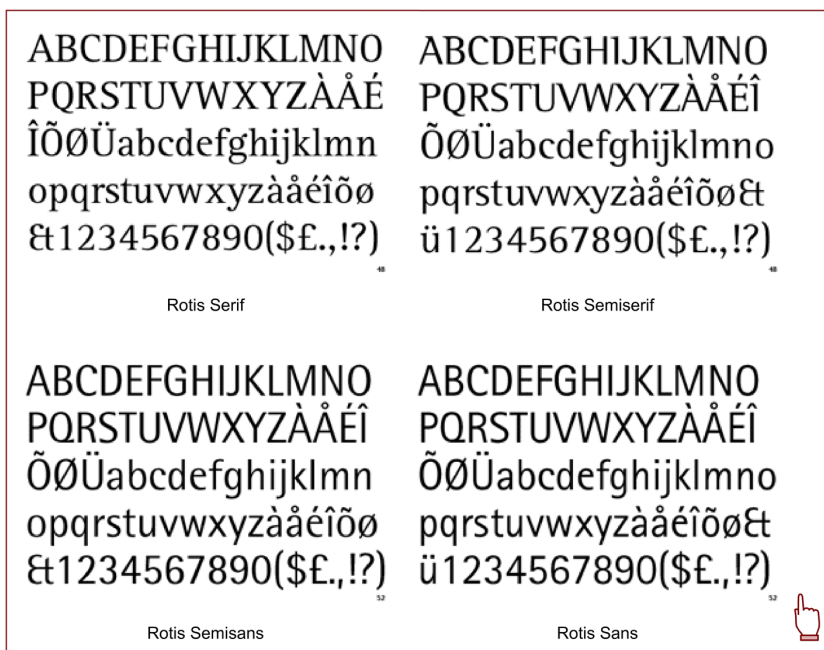 ABCDEFGHIJKLMNO
PQRSTUVWXYZÀÅÉ
ÎÕØÜabcdefghijklmn
opqrstuvwxyzàåéîõø
&1234567890($£.,!?)
48
Rotis Serif
ABCDEFGHIJKLMNO
PQRSTUVWXYZÀÅÉÎ
ÕØÜabcdefghijklmno
pqrstuvwxyzàåéîõø&
ü1234567890($£.,!?)
48
Rotis Semiserif
ABCDEFGHIJKLMNO
PQRSTUVWXYZÀÅÉÎ
ÕØÜabcdefghijklmn
opqrstuvwxyzàåéîõø
&1234567890($£.,!?)
52
Rotis Semisans
ABCDEFGHIJKLMNO
PQRSTUVWXYZÀÅÉÎ
ÕØÜabcdefghijklmno
pqrstuvwxyzàåéîõø&
ü1234567890($£.,!?)
52
Rotis Sans